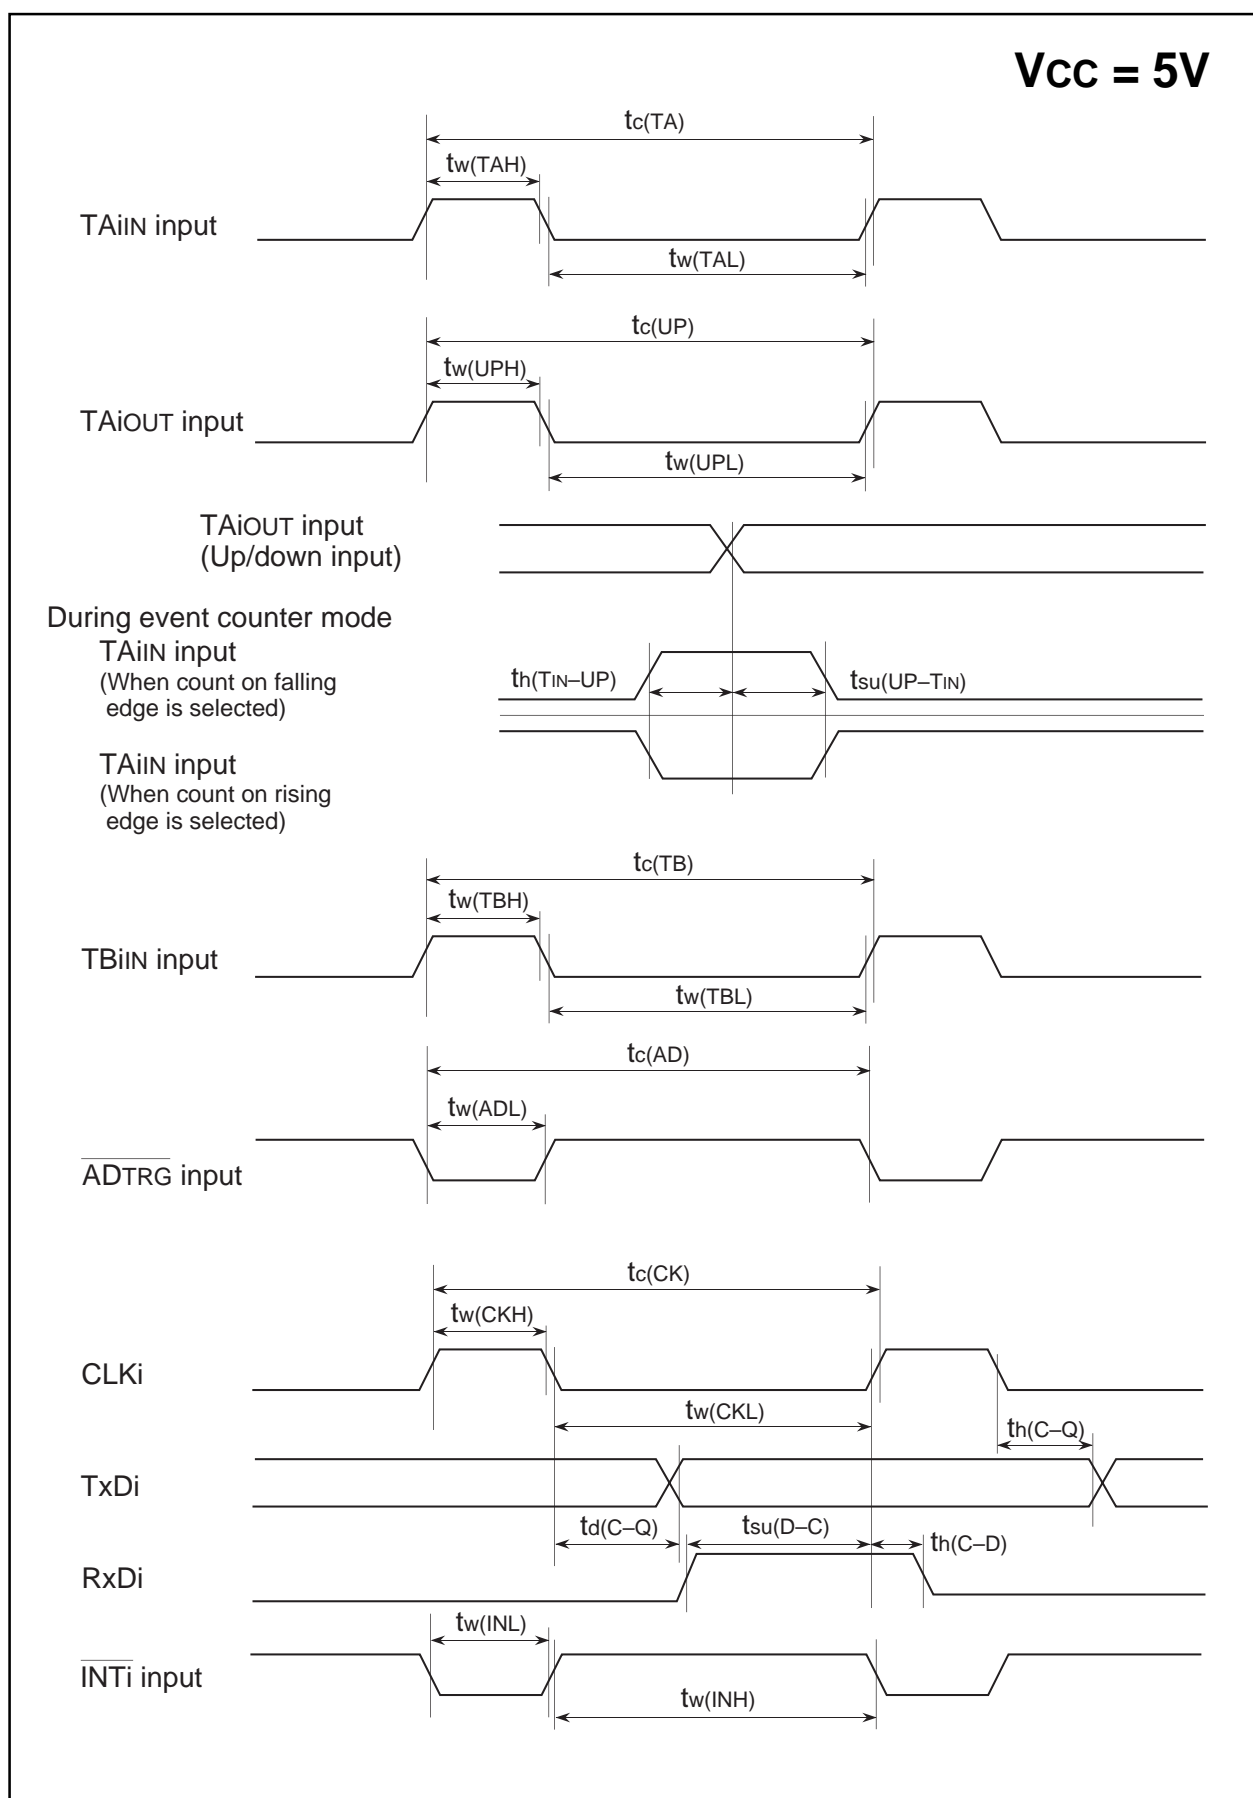 VCC = 5V
tc(TA)
tw(TAH)
TAiIN input
tw(TAL)
tc(UP)
tw(UPH)
TAiOUT input
tw(UPL)
TAiOUT input
(Up/down input)
During event counter mode
TAiIN input
(When count on falling
edge is selected)
th(TIN–UP)
tsu(UP–TIN)
TAiIN input
(When count on rising
edge is selected)
tc(TB)
tw(TBH)
TBiIN input
tw(TBL)
tc(AD)
tw(ADL)
ADTRG input
tc(CK)
tw(CKH)
CLKi
tw(CKL)
th(C–Q)
TxDi
td(C–Q)
tsu(D–C)
th(C–D)
RxDi
tw(INL)
INTi input
tw(INH)